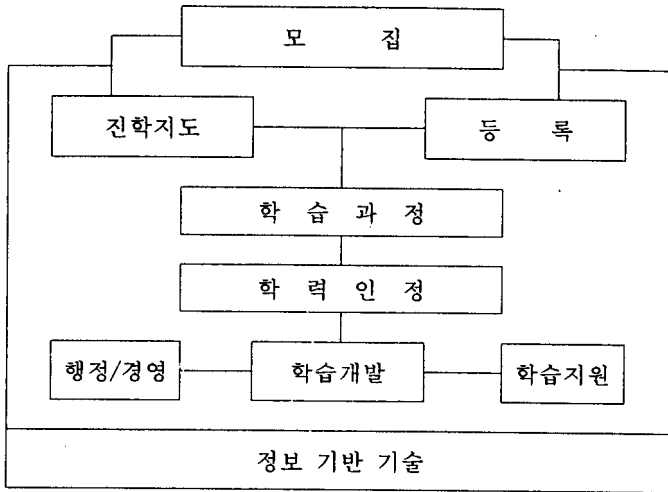 모 집
진학지도
등 록
학 습 과 정
학 력 인 정
행정/경영
학습개발
학습지원
정보 기반 기술